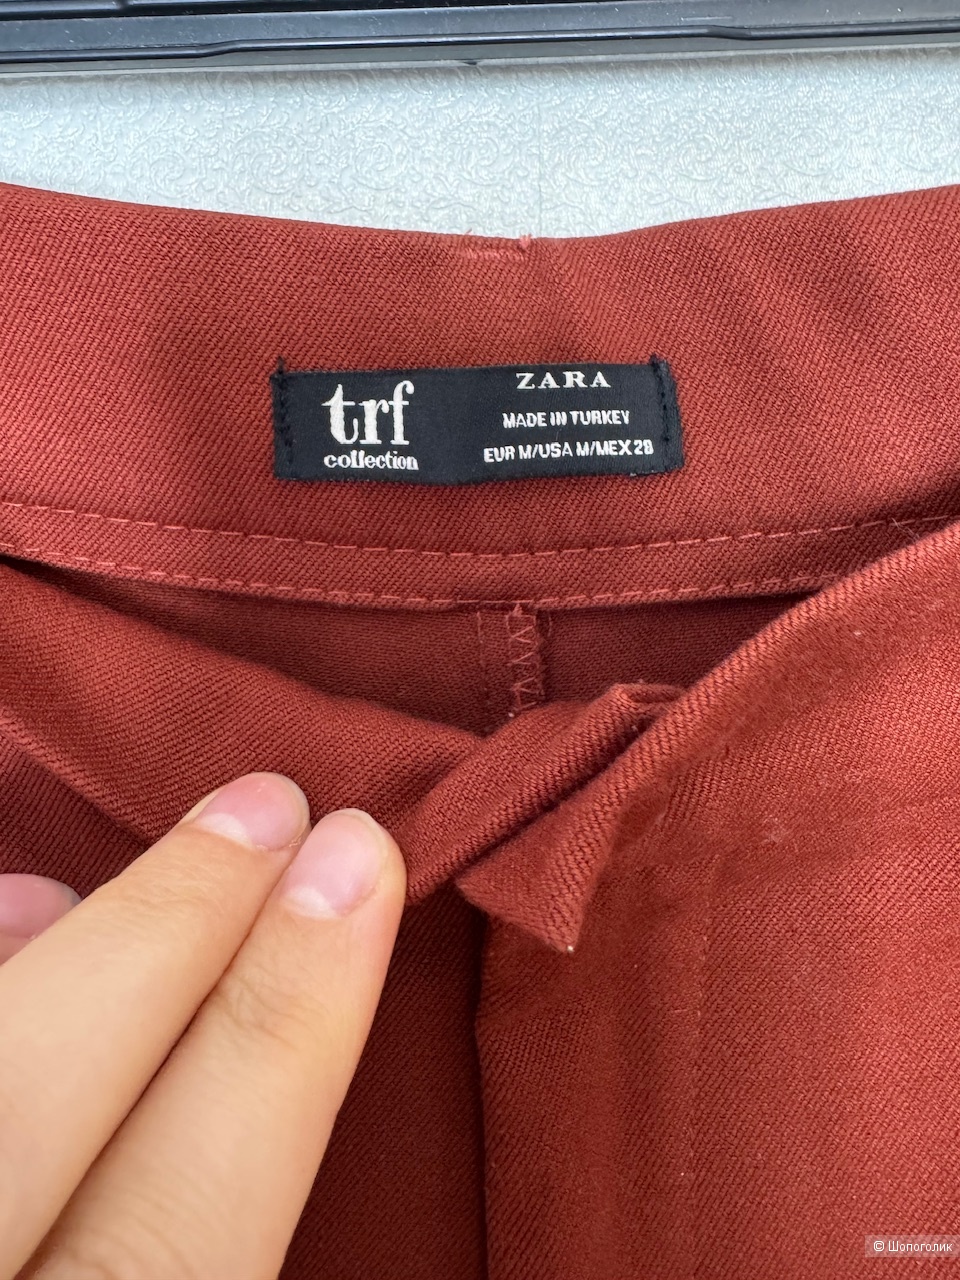 trf
collection
ZARA
MADE IN TURKEY
EUR M/USA M/MEX 28
© Шопоголик